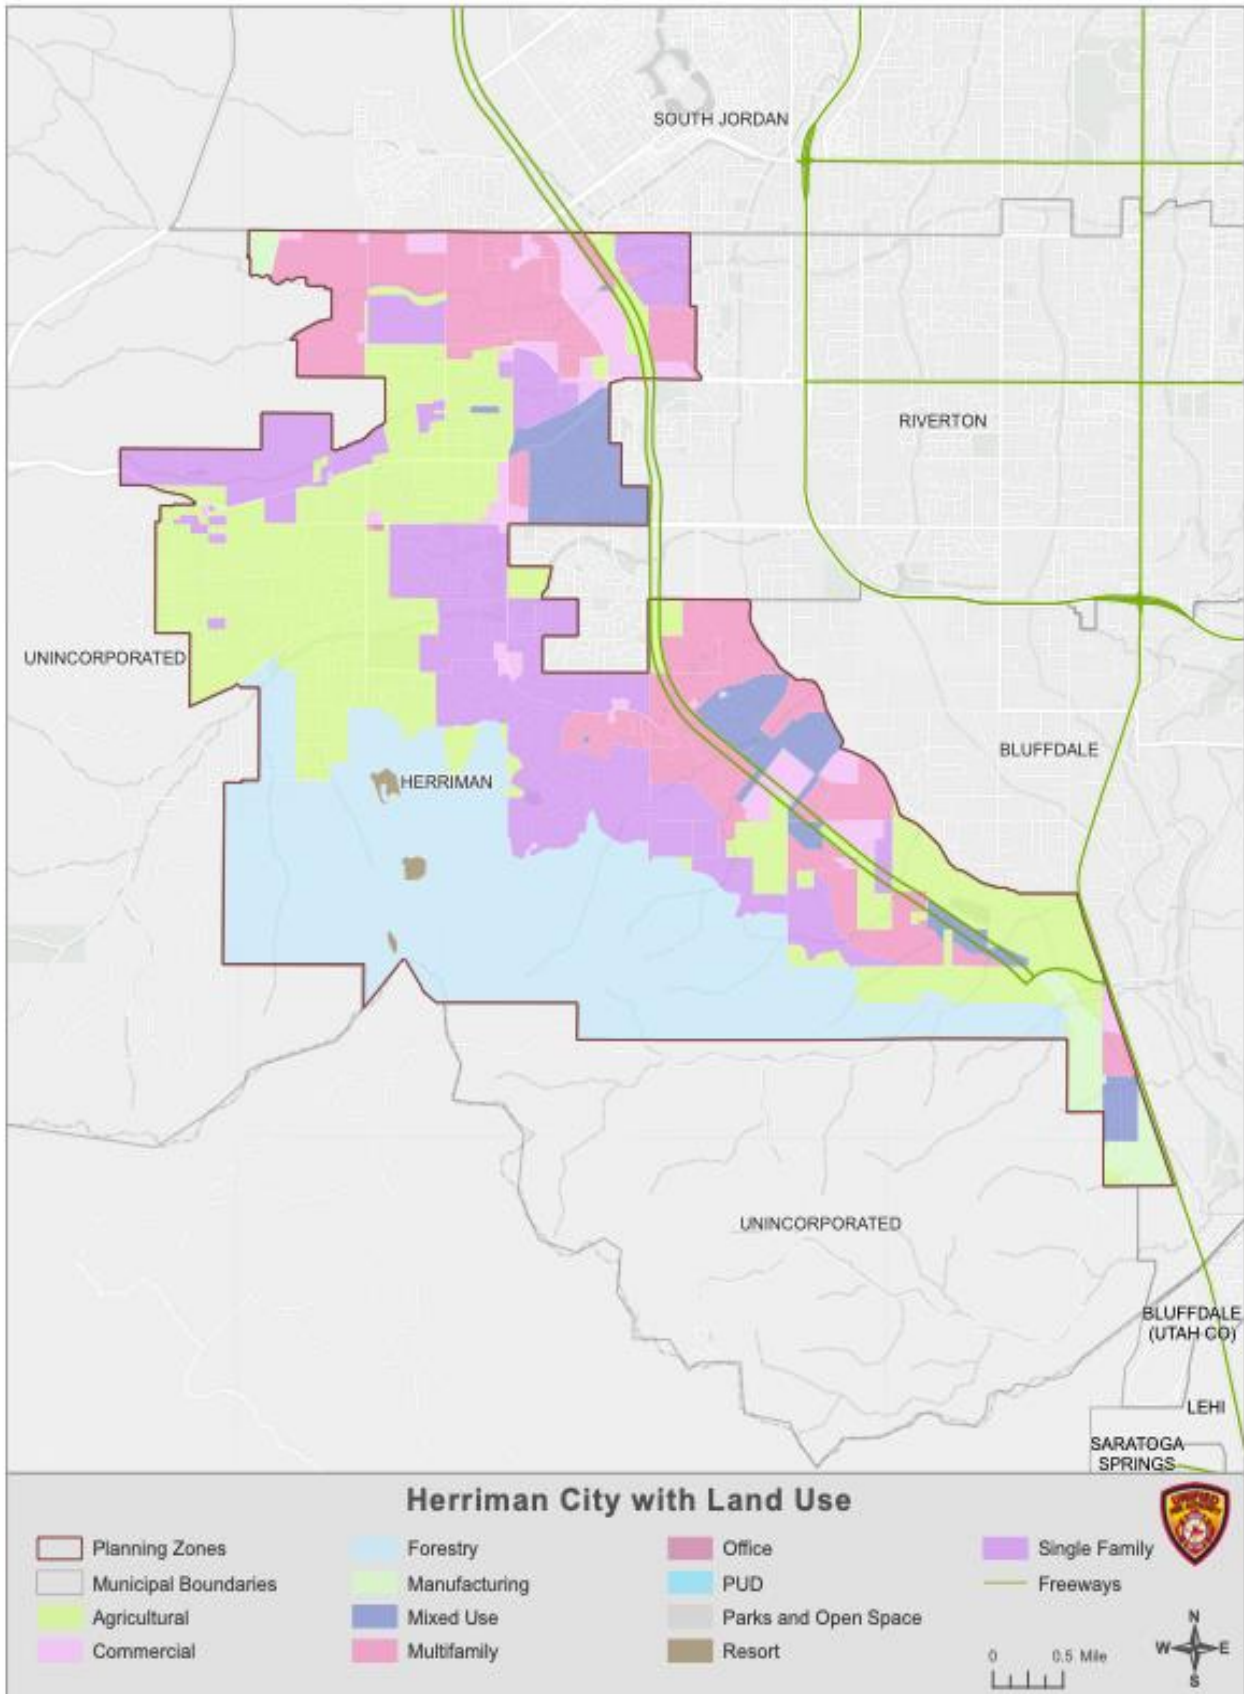 SOUTH JORDAN
RIVERTON
UNINCORPORATED
BLUFFDALE
HERRIMAN
UNINCORPORATED
BLUFFDALE
(UTAH CO)
LEHI
SARATOGA
SPRINGS
Herriman City with Land Use
Planning Zones
Municipal Boundaries
Agricultural
Commercial
Forestry
Manufacturing
Mixed Use
Multifamily
Office
PUD
Parks and Open Space
Resort
Single Family
Freeways
0 0.5 Mile
N
W E
S